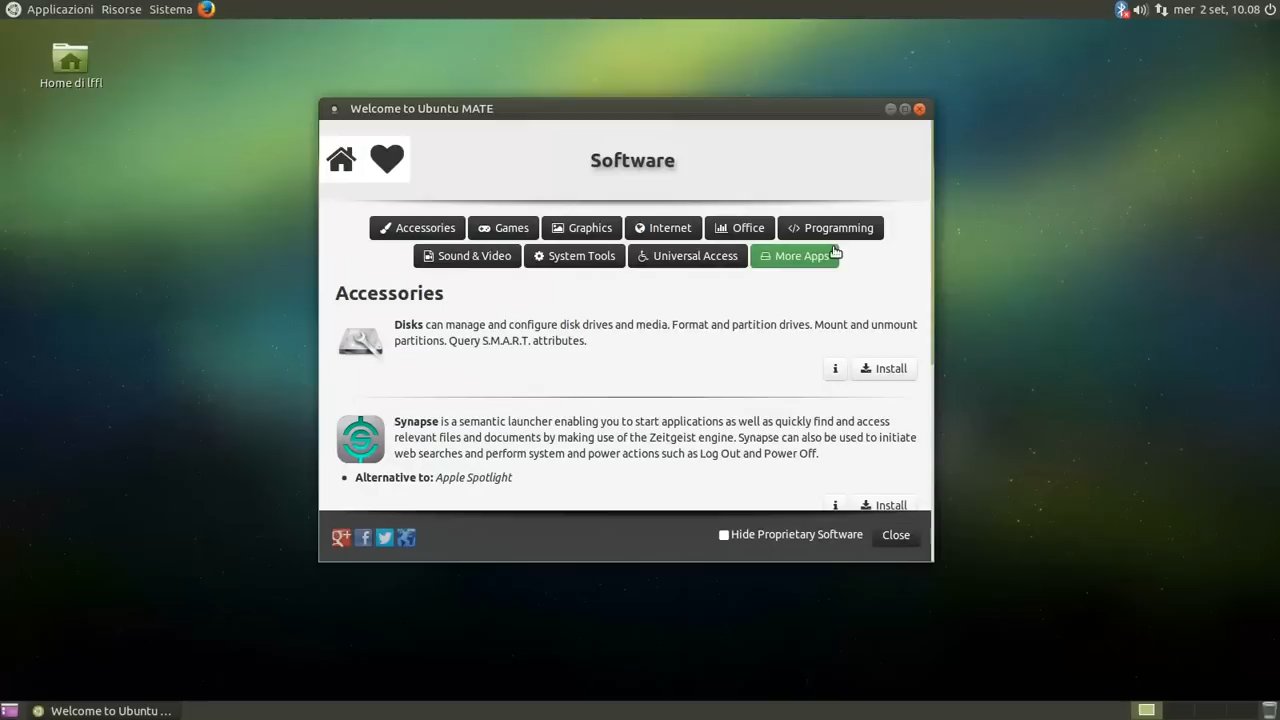 Applicazioni Risorse Sistema
mer 2 set, 10.08
Home di lffl
Welcome to Ubuntu MATE
Software
Accessories Games Graphics Internet Office Programming
Sound & Video System Tools Universal Access More Apps
Accessories
Disks can manage and configure disk drives and media. Format and partition drives. Mount and unmount
partitions. Query S.M.A.R.T. attributes.
Install
Synapse is a semantic launcher enabling you to start applications as well as quickly find and access
relevant files and documents by making use of the Zeitgeist engine. Synapse can also be used to initiate
web searches and perform system and power actions such as Log Out and Power Off.
• Alternative to: Apple Spotlight
Install
Hide Proprietary Software
Close
Welcome to Ubuntu ...